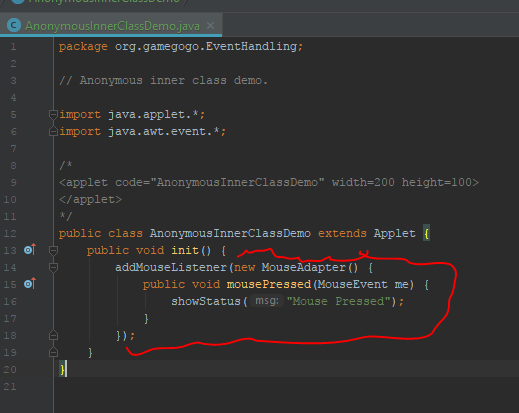 AnonymousInnerClassDemo
AnonymousInnerClassDemo.java ×
1 package org.gamegogo.EventHandling;
2
3 // Anonymous inner class demo.
4
5 import java.applet.*;
6 import java.awt.event.*;
7
8 /*
9 <applet code="AnonymousInnerClassDemo" width=200 height=100>
10 </applet>
11 */
12 public class AnonymousInnerClassDemo extends Applet {
13 public void init() {
14 addMouseListener(new MouseAdapter() {
15 public void mousePressed(MouseEvent me) {
16 showStatus( msg: "Mouse Pressed");
17 }
18 });
19 }
20 }
21